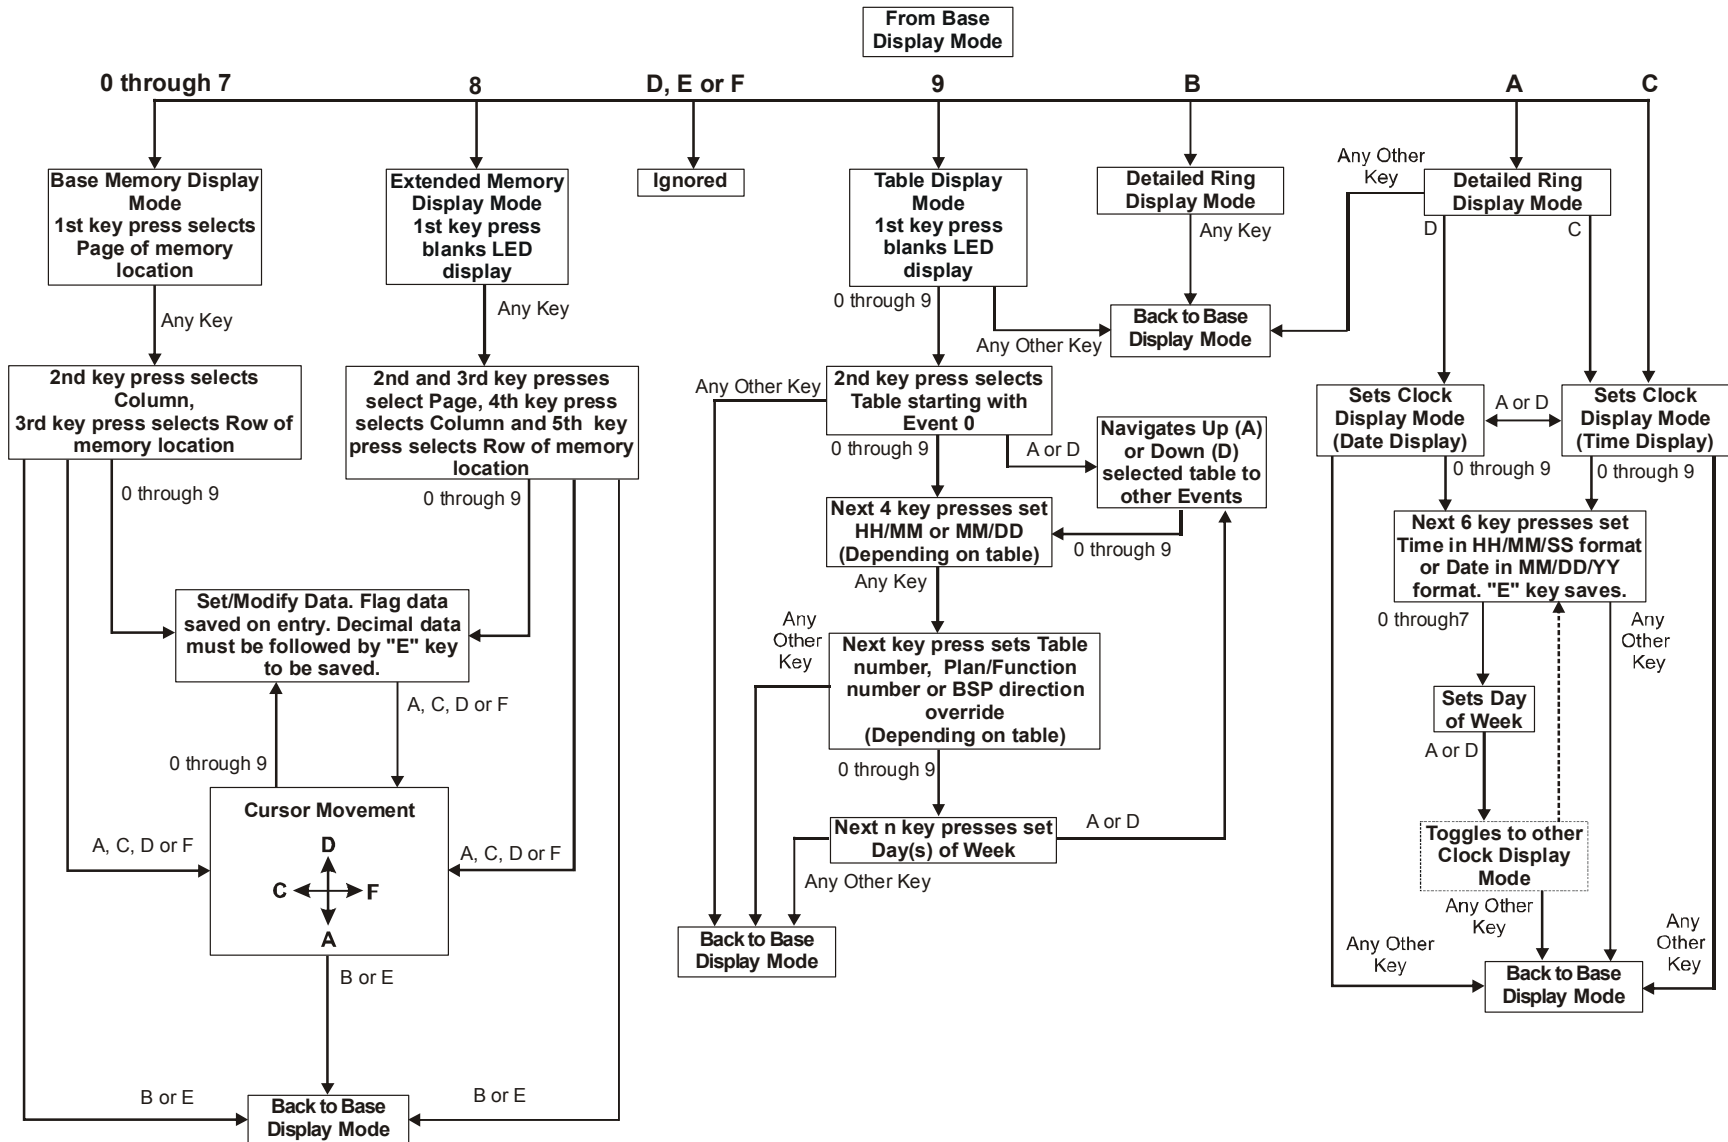 From Base
Display Mode
0 through 7
8
D, E or F
9
B
A
C
Base Memory Display
Mode
1st key press selects
Page of memory
location
Any Key
2nd key press selects
Column,
3rd key press selects Row of
memory location
0 through 9
Extended Memory
Display Mode
1st key press
blanks LED
display
Any Key
2nd and 3rd key presses
select Page, 4th key press
selects Column and 5th key
press selects Row of memory
location
0 through 9
Set/Modify Data. Flag data
saved on entry. Decimal data
must be followed by "E" key
to be saved.
A, C, D or F
0 through 9
Cursor Movement
D
C
F
A
A, C, D or F
A, C, D or F
B or E
B or E
B or E
Back to Base
Display Mode
Ignored
Table Display
Mode
1st key press
blanks LED
display
0 through 9
Any Other Key
Detailed Ring
Display Mode
Any Key
Back to Base
Display Mode
Any Other Key
2nd key press selects
Table starting with
Event 0
0 through 9
A or D
Navigates Up (A)
or Down (D)
selected table to
other Events
0 through 9
Next 4 key presses set
HH/MM or MM/DD
(Depending on table)
Any Key
Any
Other
Key
Next key press sets Table
number, Plan/Function
number or BSP direction
override
(Depending on table)
0 through 9
Next n key presses set
Day(s) of Week
A or D
Any Other Key
Back to Base
Display Mode
Any Other
Key
Detailed Ring
Display Mode
D
C
Sets Clock
Display Mode
(Date Display)
A or D
Sets Clock
Display Mode
(Time Display)
0 through 9
0 through 9
Next 6 key presses set
Time in HH/MM/SS format
or Date in MM/DD/YY
format. "E" key saves.
0 through7
Any
Other
Key
Sets Day
of Week
A or D
Toggles to other
Clock Display
Mode
Any Other
Key
Any Other
Key
Any
Other
Key
Back to Base
Display Mode